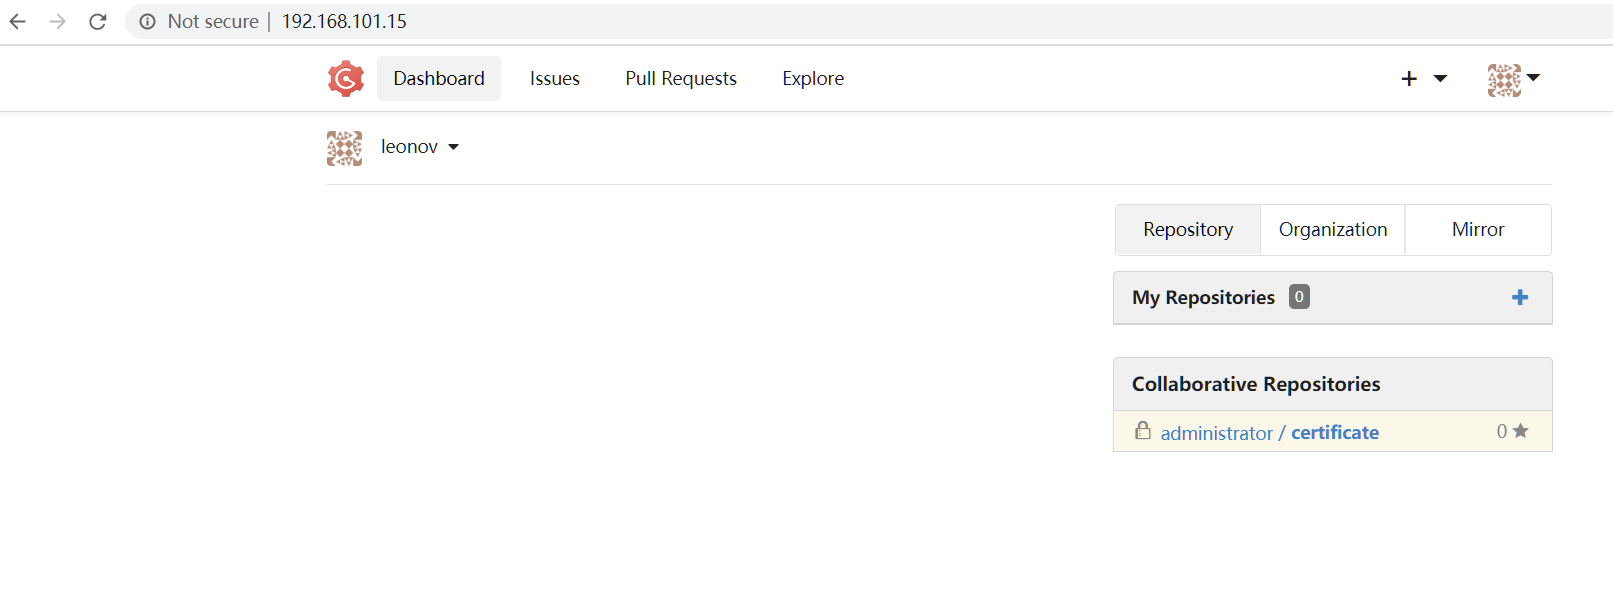 Not secure | 192.168.101.15
Dashboard Issues Pull Requests Explore
leonov
Repository Organization Mirror
My Repositories 0
Collaborative Repositories
administrator / certificate 0